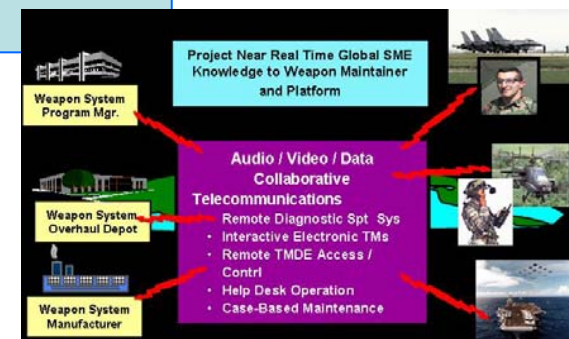 Project Near Real Time Global SME
Knowledge to Weapon Maintainer
and Platform
Weapon System
Program Mgr.
Weapon System
Overhaul Depot
Weapon System
Manufacturer
Audio / Video / Data
Collaborative
Telecommunications
• Remote Diagnostic Spt Sys
• Interactive Electronic TMs
• Remote TMDE Access /
Contrl
• Help Desk Operation
• Case-Based Maintenance